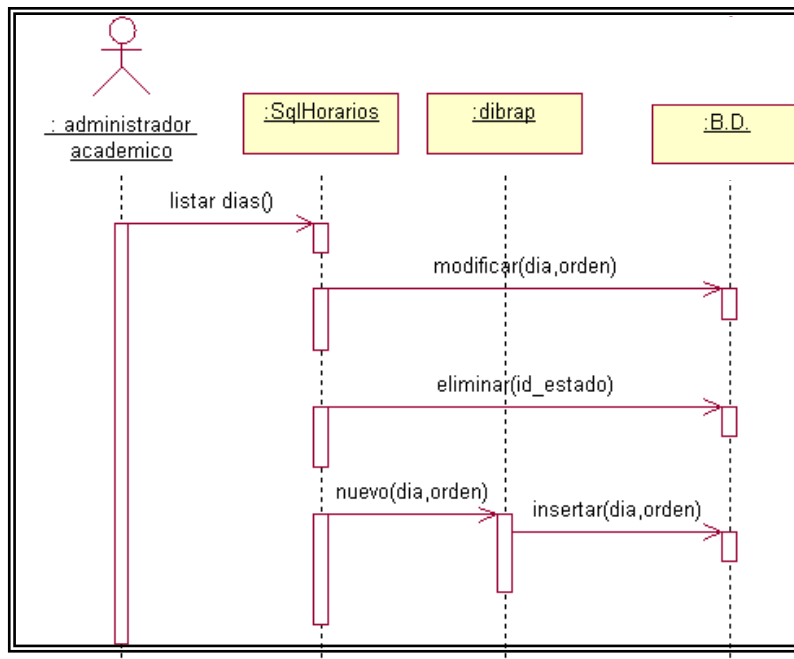 : administrador
academico
:SqlHorarios
:dibrap
:B.D.
listar dias()
modificar(dia,orden)
eliminar(id_estado)
nuevo(dia,orden)
insertar(dia,orden)